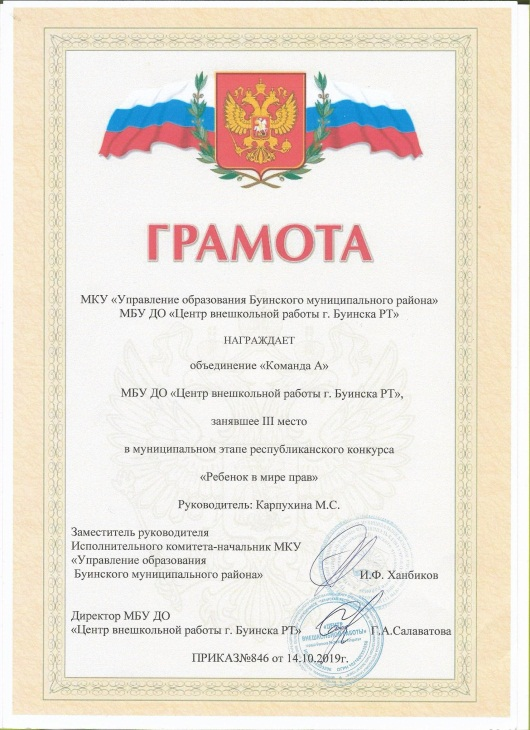 ГРАМОТА
МКУ «Управление образования Буинского муниципального района»
МБУ ДО «Центр внешкольной работы г. Буинска РТ»
НАГРАЖДАЕТ
объединение «Команда А»
МБУ ДО «Центр внешкольной работы г. Буинска РТ»,
занявшее III место
в муниципальном этапе республиканского конкурса
«Ребенок в мире прав»
Руководитель: Карпухина М.С.
Заместитель руководителя
Исполнительного комитета-начальник МКУ
«Управление образования
Буинского муниципального района»
И.Ф. Ханбиков
Директор МБУ ДО
«Центр внешкольной работы г. Буинска РТ»
Г.А.Салаватова
«ЦЕНТР
ВНЕШКОЛЬНОЙ РАБОТЫ»
ПРИКАЗ№846 от 14.10.2019г.